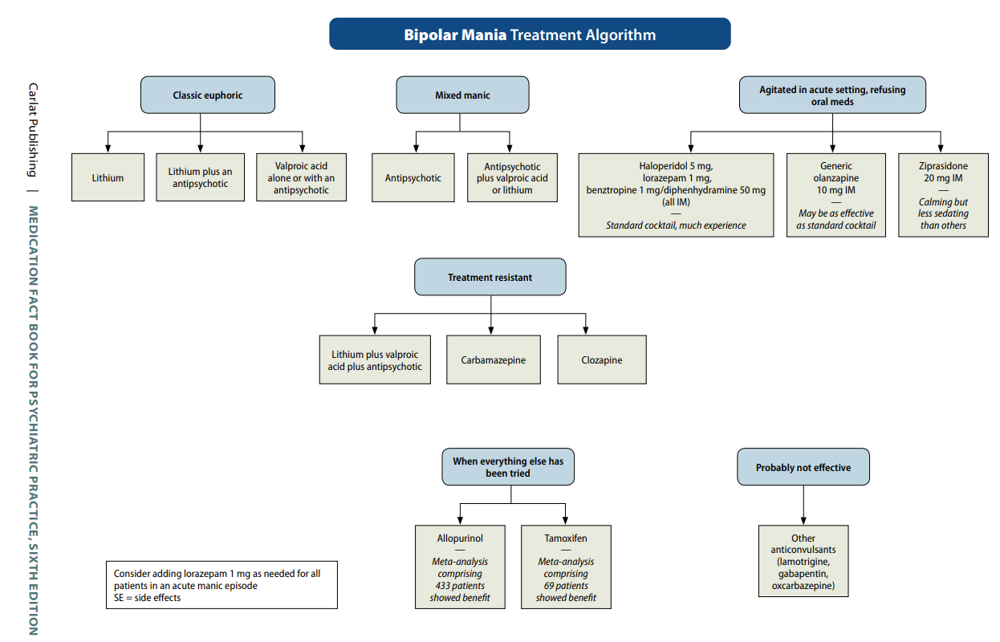 Bipolar Mania Treatment Algorithm
Carlat Publishing | MEDICATION FACT BOOK FOR PSYCHIATRIC PRACTICE, SIXTH EDITION
Classic euphoric
Lithium
Lithium plus an
antipsychotic
Valproic acid
alone or with an
antipsychotic
Mixed manic
Antipsychotic
Antipsychotic
plus valproic acid
or lithium
Agitated in acute setting, refusing
oral meds
Haloperidol 5 mg,
lorazepam 1 mg,
benztropine 1 mg/diphenhydramine 50 mg
(all IM)
—
Standard cocktail, much experience
Generic
olanzapine
10 mg IM
—
May be as effective
as standard cocktail
Ziprasidone
20 mg IM
—
Calming but
less sedating
than others
Treatment resistant
Lithium plus valproic
acid plus antipsychotic
Carbamazepine
Clozapine
When everything else has
been tried
Allopurinol
—
Meta-analysis
comprising
433 patients
showed benefit
Tamoxifen
—
Meta-analysis
comprising
69 patients
showed benefit
Probably not effective
Other
anticonvulsants
(lamotrigine,
gabapentin,
oxcarbazepine)
Consider adding lorazepam 1 mg as needed for all
patients in an acute manic episode
SE = side effects